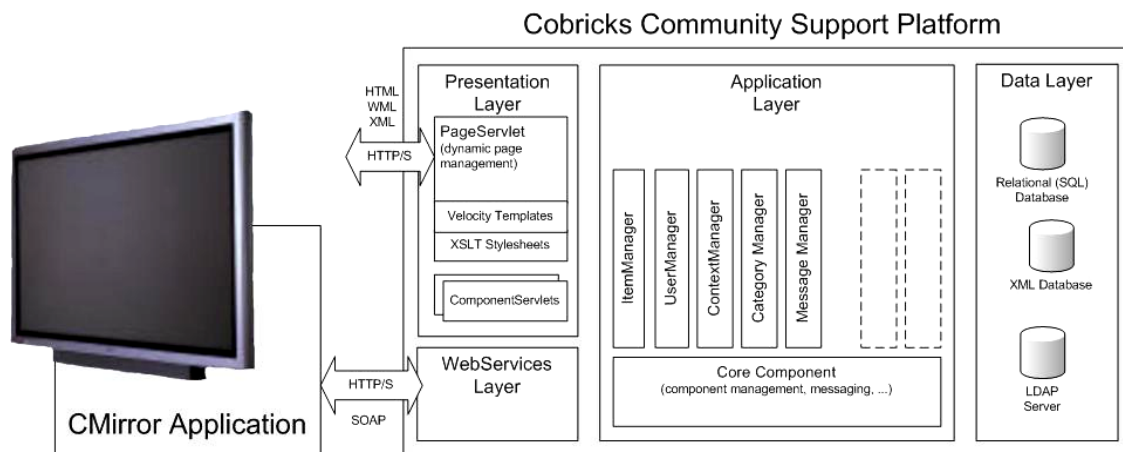 Cobricks Community Support Platform
HTML
WML
XML
HTTP/S
Presentation
Layer
PageServlet
(dynamic page
management)
Velocity Templates
XSLT Stylesheets
ComponentServlets
HTTP/S
SOAP
WebServices
Layer
CMirror Application
Application
Layer
ItemManager
UserManager
ContextManager
Category Manager
Message Manager
Core Component
(component management, messaging, ...)
Data Layer
Relational (SQL)
Database
XML Database
LDAP
Server